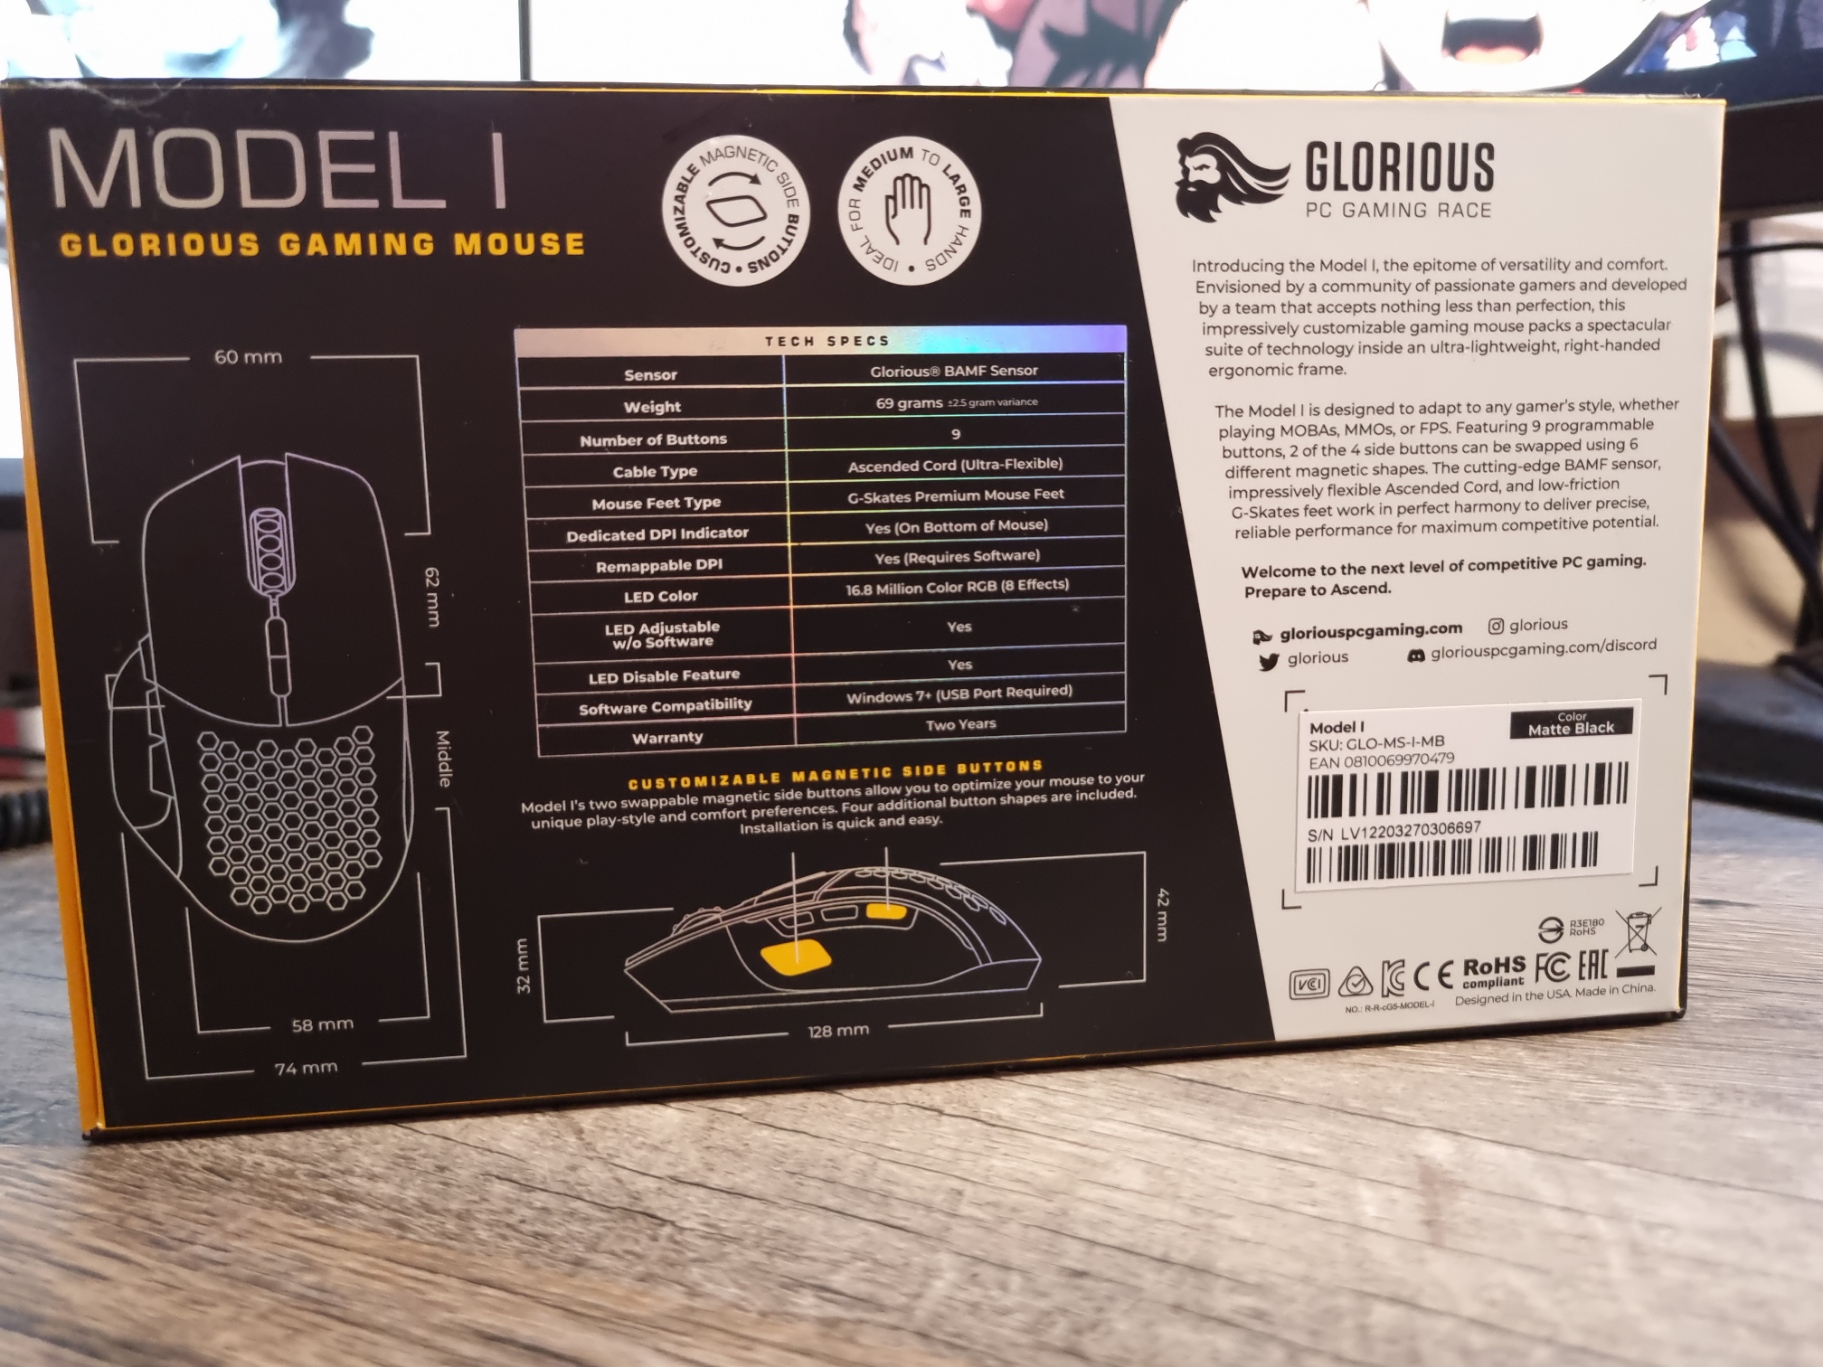 MODEL I
GLORIOUS GAMING MOUSE
CUSTOMIZABLE MAGNETIC SIDE BUTTONS •
IDEAL FOR MEDIUM TO LARGE HANDS •
60 mm
62 mm
Middle
58 mm
74 mm
TECH SPECS
Sensor Glorious® BAMF Sensor
Weight 69 grams ±2.5 gram variance
Number of Buttons 9
Cable Type Ascended Cord (Ultra-Flexible)
Mouse Feet Type G-Skates Premium Mouse Feet
Dedicated DPI Indicator Yes (On Bottom of Mouse)
Remappable DPI Yes (Requires Software)
LED Color 16.8 Million Color RGB (8 Effects)
LED Adjustable
w/o Software Yes
LED Disable Feature Yes
Software Compatibility Windows 7+ (USB Port Required)
Warranty Two Years
CUSTOMIZABLE MAGNETIC SIDE BUTTONS
Model I's two swappable magnetic side buttons allow you to optimize your mouse to your
unique play-style and comfort preferences. Four additional button shapes are included.
Installation is quick and easy.
32 mm
42 mm
128 mm
GLORIOUS
PC GAMING RACE
Introducing the Model I, the epitome of versatility and comfort.
Envisioned by a community of passionate gamers and developed
by a team that accepts nothing less than perfection, this
impressively customizable gaming mouse packs a spectacular
suite of technology inside an ultra-lightweight, right-handed
ergonomic frame.
The Model I is designed to adapt to any gamer's style, whether
playing MOBAs, MMOs, or FPS. Featuring 9 programmable
buttons, 2 of the 4 side buttons can be swapped using 6
different magnetic shapes. The cutting-edge BAMF sensor,
impressively flexible Ascended Cord, and low-friction
G-Skates feet work in perfect harmony to deliver precise,
reliable performance for maximum competitive potential.
Welcome to the next level of competitive PC gaming.
Prepare to Ascend.
gloriouspcgaming.com glorious
glorious gloriouspcgaming.com/discord
Model I
Color
Matte Black
SKU: GLO-MS-I-MB
EAN 0810069970479
S/N LV12203270306697
R3E180
RoHS
VCI CE RoHS compliant FC EAC
NO.: R-R-cG5-MODEL-I
Designed in the USA. Made in China.